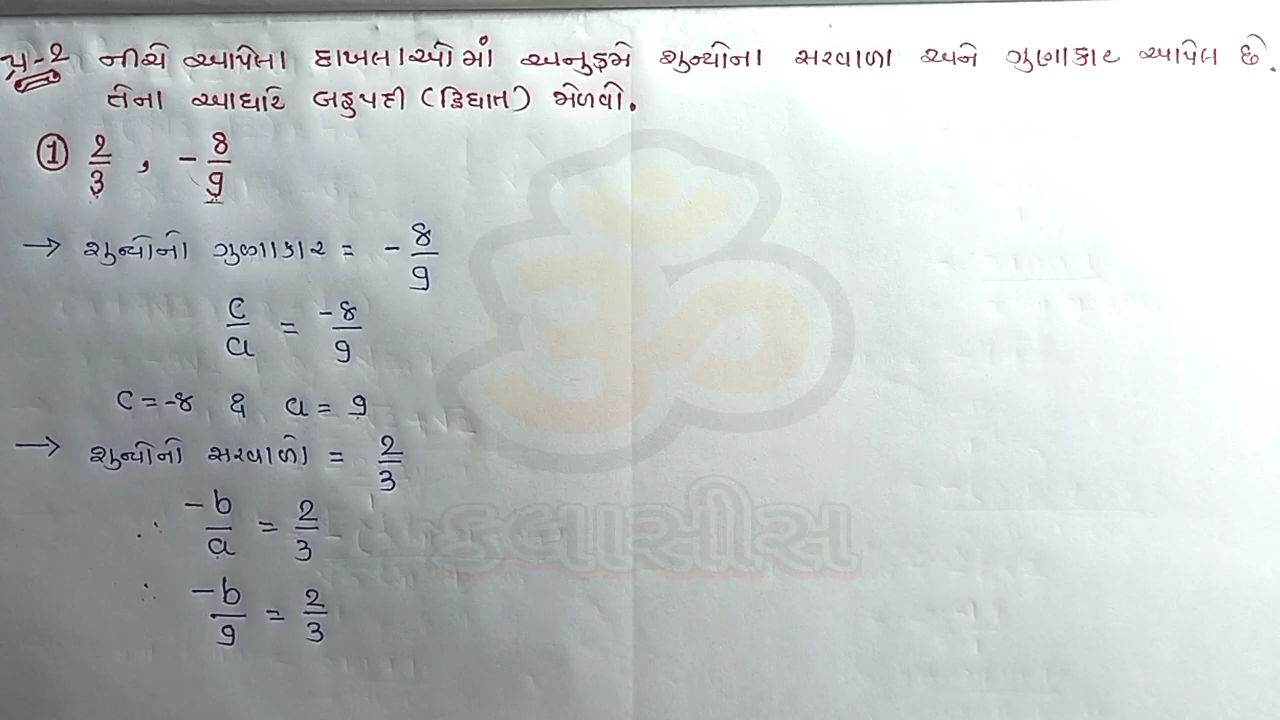 પ્ર-2 નીચે આપેલા દાખલાઓમાં અનુક્રમે શુન્યોના સરવાળા અને ગુણાકાર આપેલ છે.
તેના આધારે બહુપદી (દ્વિઘાત) મેળવો.
① 2/3 , - 8/9
→ શુન્યોનો ગુણાકાર = - 8/9
c/a = -8/9
c = -8 & a = 9
→ શુન્યોનો સરવાળો = 2/3
∴ -b/a = 2/3
∴ -b/9 = 2/3
ૐ
ક્લાસીસ